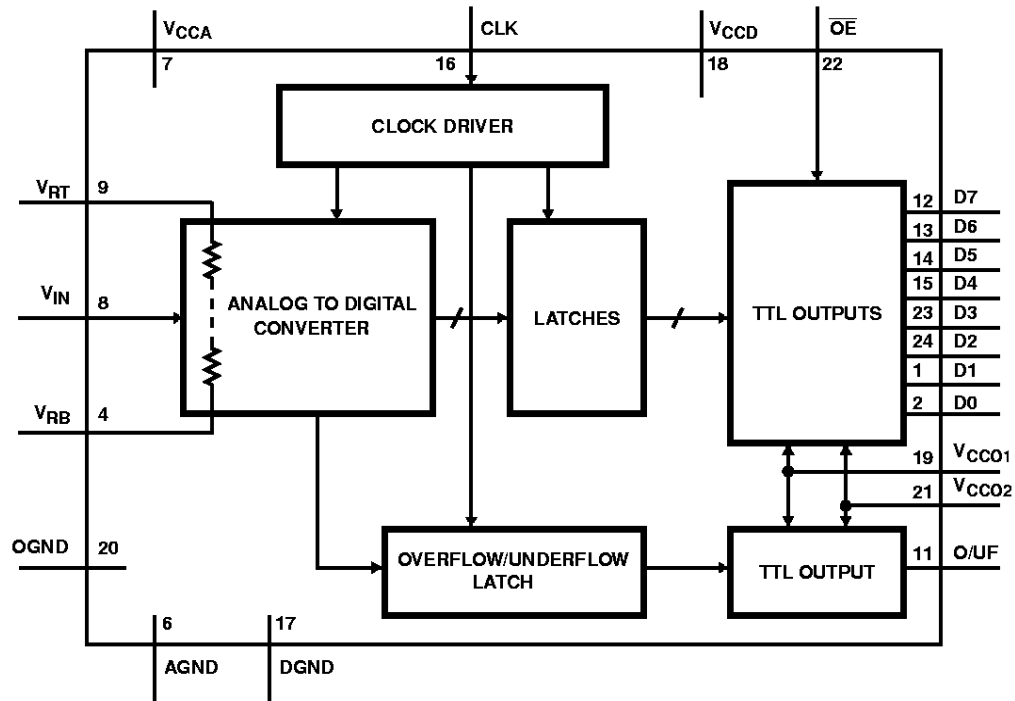 VCCA
CLK
VCCD
OE
7
16
18
22
CLOCK DRIVER
VRT
9
12
D7
13
D6
14
D5
VIN
8
ANALOG TO DIGITAL
CONVERTER
LATCHES
TTL OUTPUTS
15
D4
23
D3
24
D2
1
D1
2
D0
VRB
4
19
VCCO1
21
VCCO2
OGND
20
OVERFLOW/UNDERFLOW
LATCH
TTL OUTPUT
11
O/UF
6
17
AGND
DGND